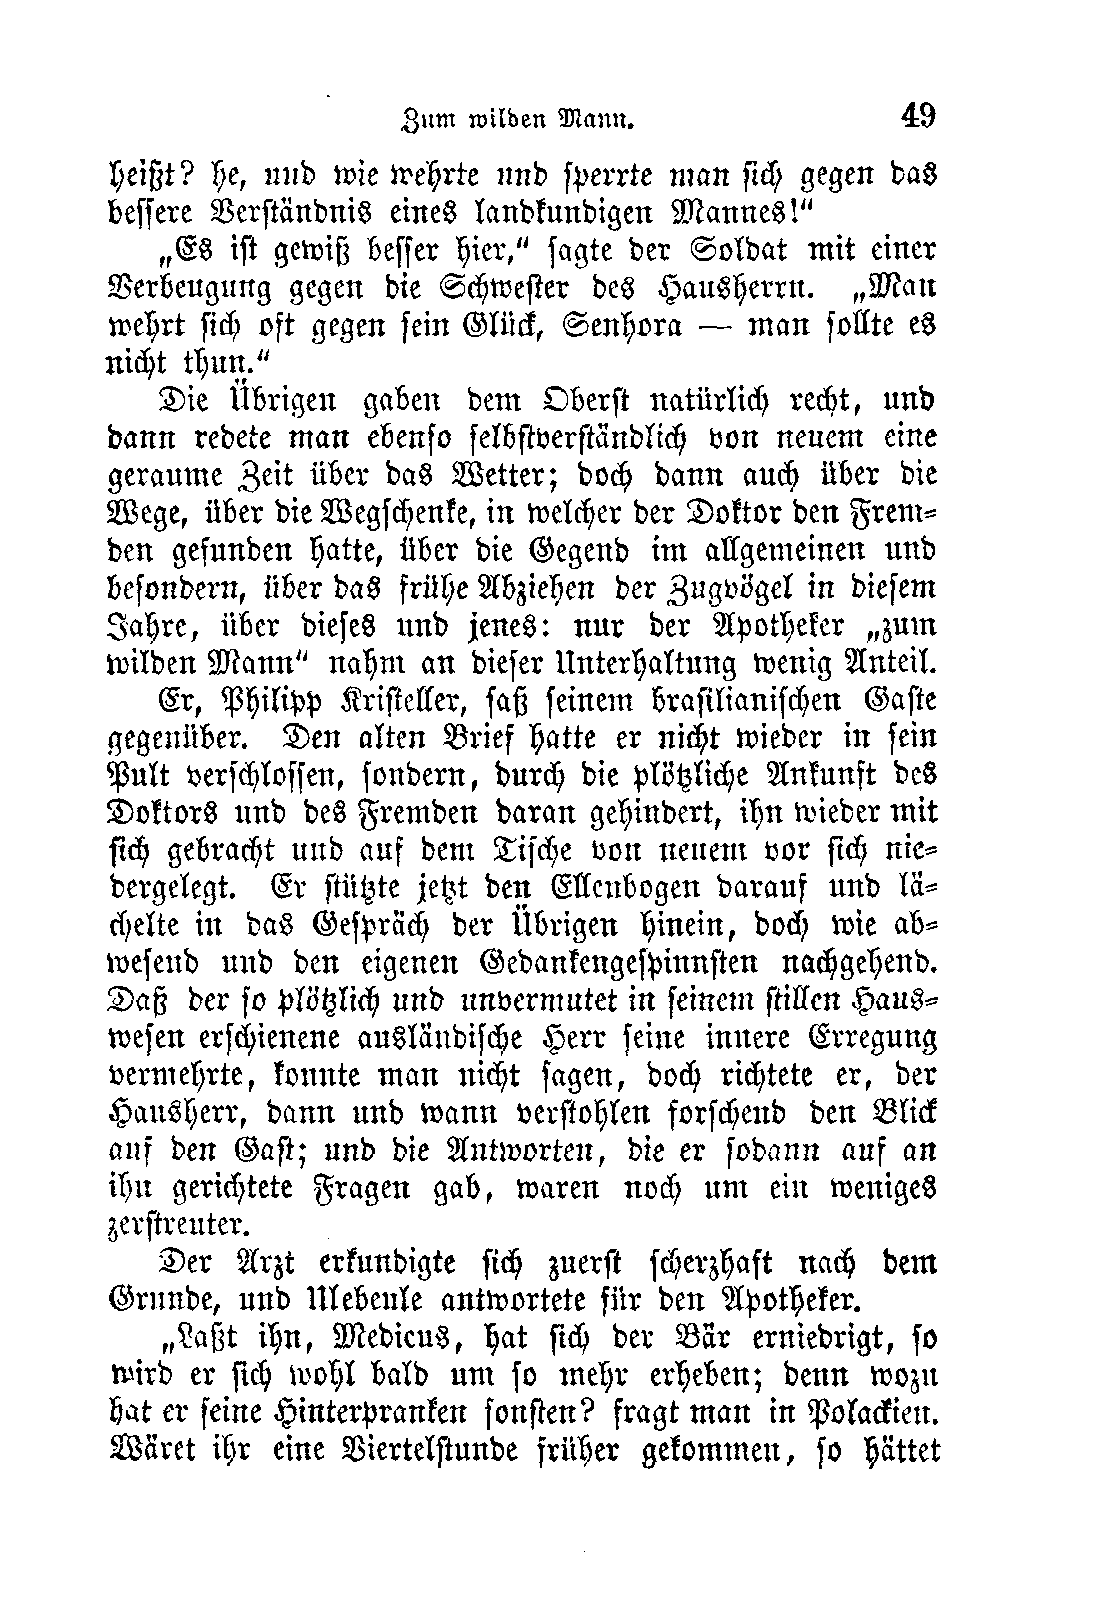 Zum wilden Mann. 49
heißt? he, und wie wehrte und sperrte man sich gegen das
bessere Verständnis eines landkundigen Mannes!“
„Es ist gewiß besser hier,“ sagte der Soldat mit einer
Verbeugung gegen die Schwester des Hausherrn. „Man
wehrt sich oft gegen sein Glück, Senhora — man sollte es
nicht thun.“
Die Übrigen gaben dem Oberst natürlich recht, und
dann redete man ebenso selbstverständlich von neuem eine
geraume Zeit über das Wetter; doch dann auch über die
Wege, über die Wegschenke, in welcher der Doktor den Frem-
den gefunden hatte, über die Gegend im allgemeinen und
besondern, über das frühe Abziehen der Zugvögel in diesem
Jahre, über dieses und jenes: nur der Apotheker „zum
wilden Mann“ nahm an dieser Unterhaltung wenig Anteil.
Er, Philipp Kristeller, saß seinem brasilianischen Gaste
gegenüber. Den alten Brief hatte er nicht wieder in sein
Pult verschlossen, sondern, durch die plötzliche Ankunft des
Doktors und des Fremden daran gehindert, ihn wieder mit
sich gebracht und auf dem Tische von neuem vor sich nie-
dergelegt. Er stützte jetzt den Ellenbogen darauf und lä-
chelte in das Gespräch der Übrigen hinein, doch wie ab-
wesend und den eigenen Gedankengespinnsten nachgehend.
Daß der so plötzlich und unvermutet in seinem stillen Haus-
wesen erschienene ausländische Herr seine innere Erregung
vermehrte, konnte man nicht sagen, doch richtete er, der
Hausherr, dann und wann verstohlen forschend den Blick
auf den Gast; und die Antworten, die er sodann auf an
ihn gerichtete Fragen gab, waren noch um ein weniges
zerstreuter.
Der Arzt erkundigte sich zuerst scherzhaft nach dem
Grunde, und Ulebeule antwortete für den Apotheker.
„Laßt ihn, Medicus, hat sich der Bär erniedrigt, so
wird er sich wohl bald um so mehr erheben; denn wozu
hat er seine Hinterpranken sonsten? fragt man in Polackien.
Wäret ihr eine Viertelstunde früher gekommen, so hättet